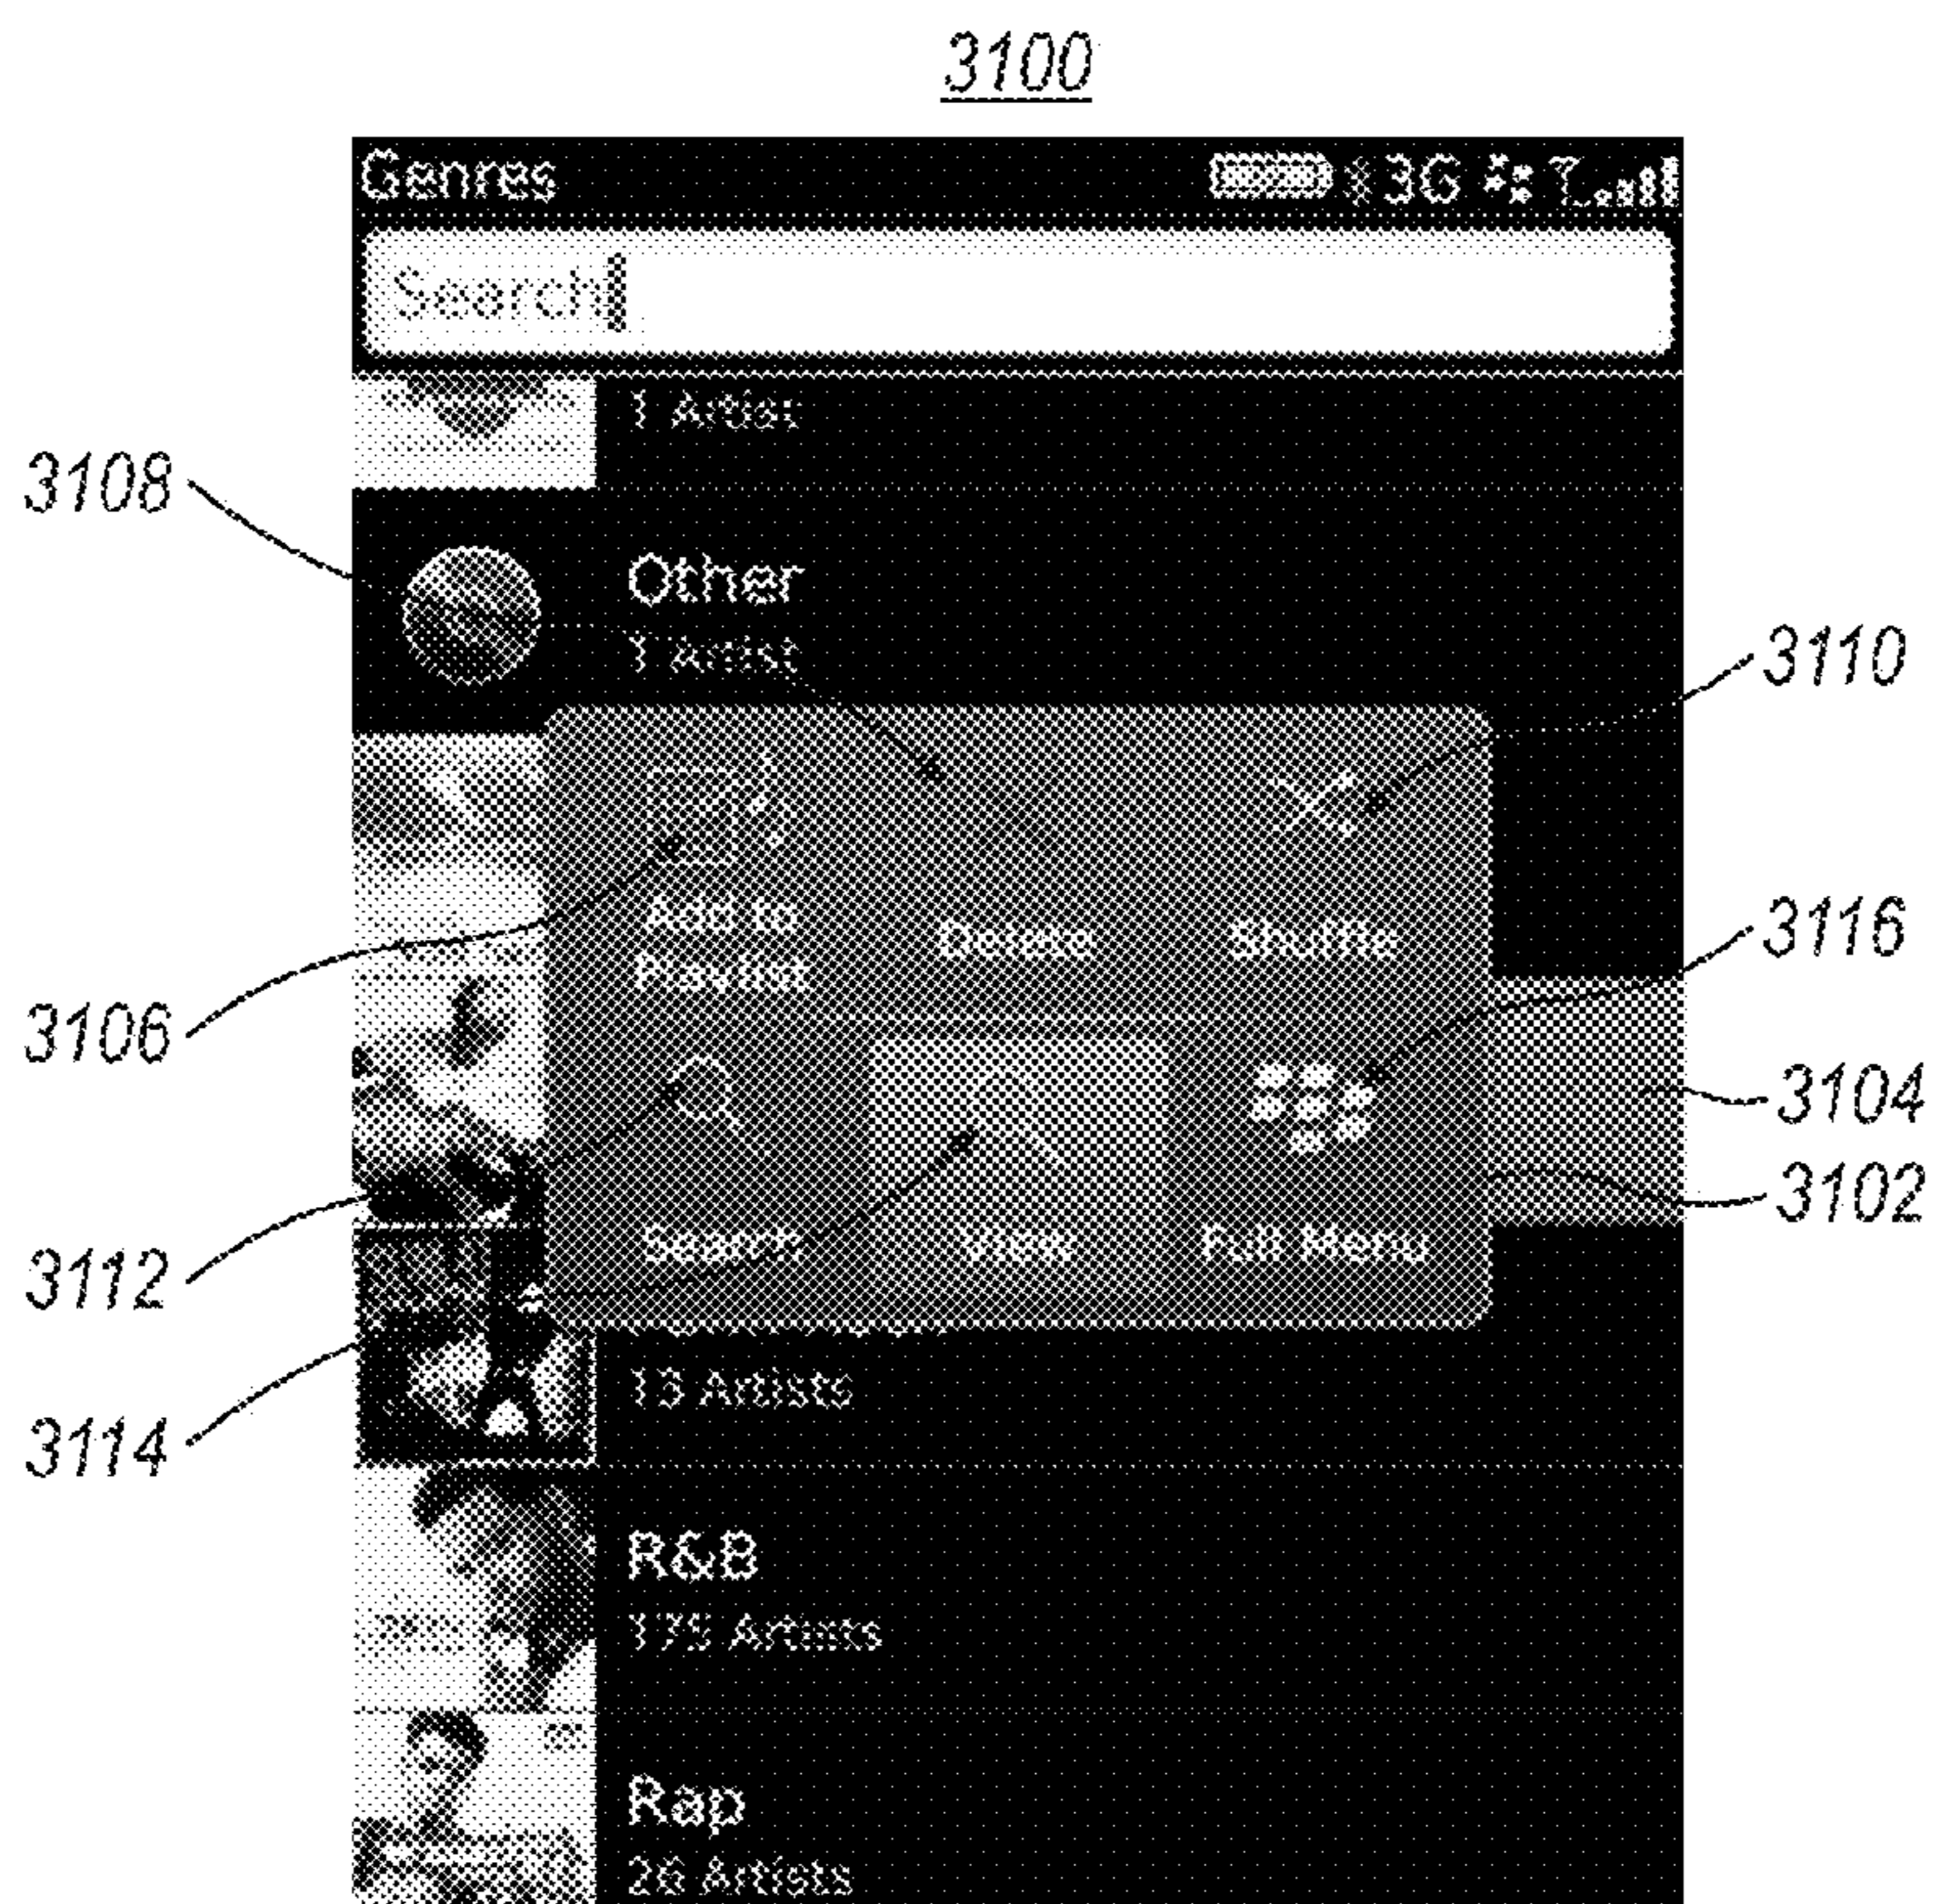 3100
Genres
3G
Search
1 Artist
3108
Other
1 Artist
3110
Add to
Playlist
Delete
Shuffle
3116
3106
3104
3102
Search
View
Full Menu
3112
13 Artists
3114
R&B
175 Artists
Rap
26 Artists